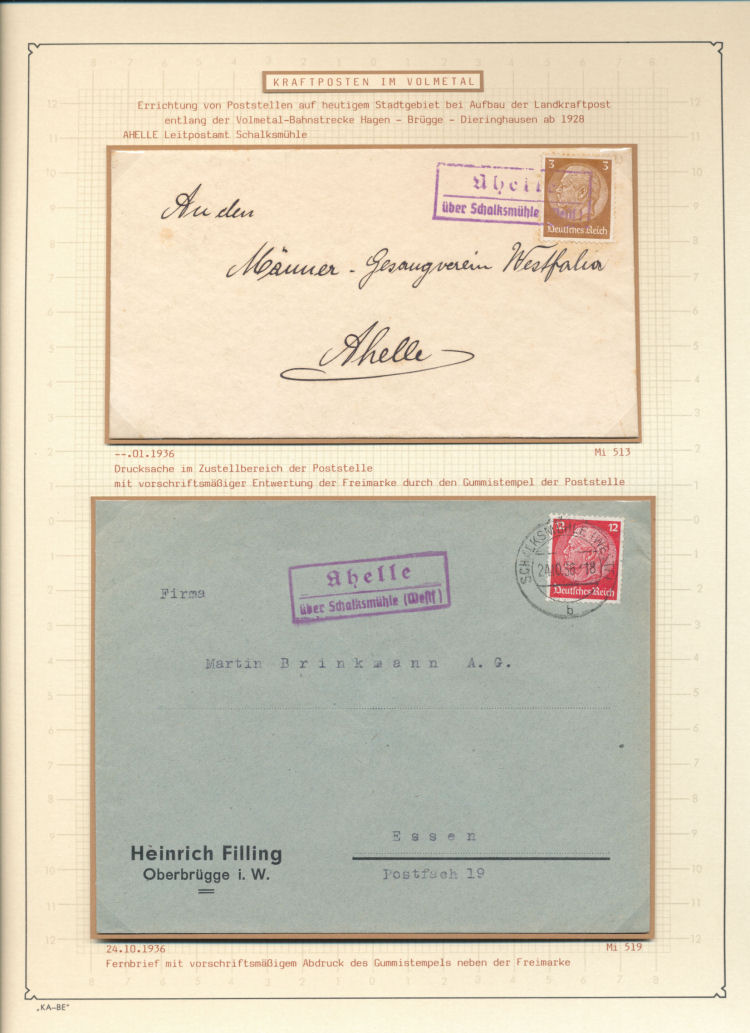 KRAFTPOSTEN IM VOLMETAL
Errichtung von Poststellen auf heutigem Stadtgebiet bei Aufbau der Landkraftpost
entlang der Volmetal-Bahnstrecke Hagen - Brügge - Dieringhausen ab 1928
AHELLE Leitpostamt Schalksmühle
Ahelle
über Schalksmühle
3 3
Deutsches Reich
An den
Männer-Gesangverein Westfalia
Ahelle
--.01.1936
Mi 513
Drucksache im Zustellbereich der Poststelle
mit vorschriftsmäßiger Entwertung der Freimarke durch den Gummistempel der Poststelle
12 12
Deutsches Reich
SCHALKSMÜHLE
b
Ahelle
über Schalksmühle (Westf)
Firma
Martin Brinkmann A.G.
Essen
Postfach 19
Heinrich Filling
Oberbrügge i. W.
24.10.1936
Mi 519
Fernbrief mit vorschriftsmäßigem Abdruck des Gummistempels neben der Freimarke
„KA-BE"